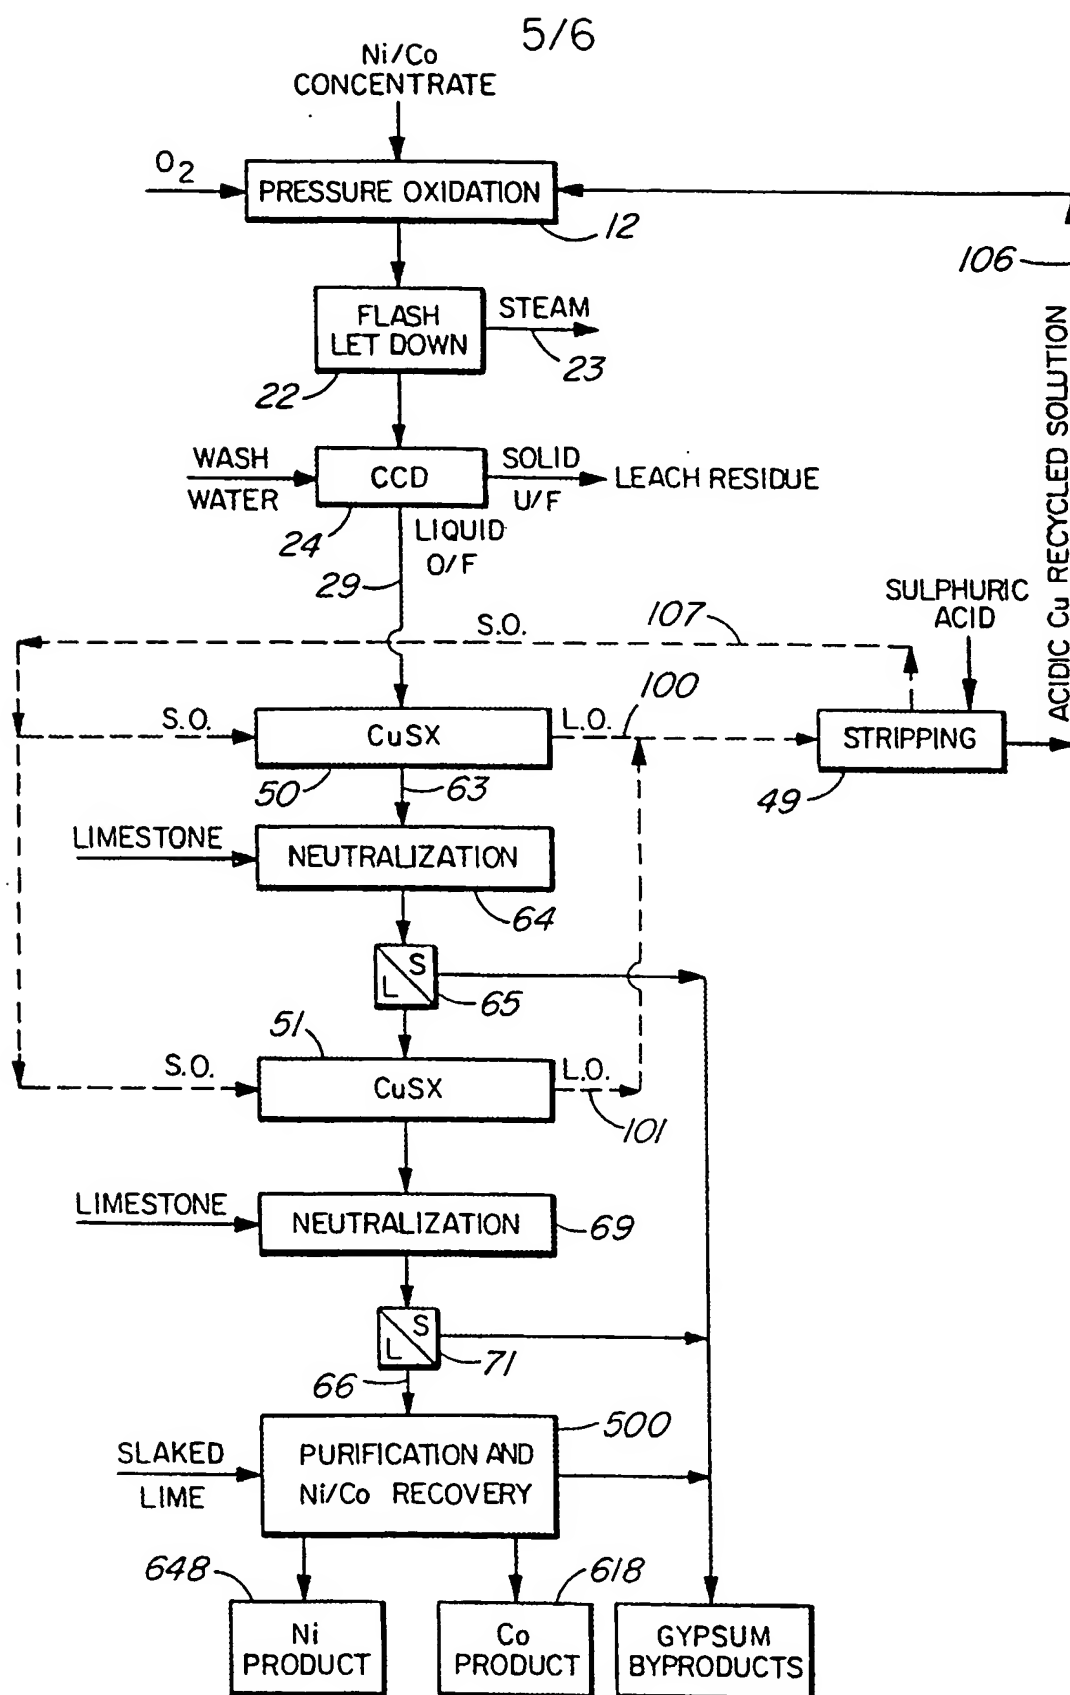 5/6
Ni/Co
CONCENTRATE
O2
PRESSURE OXIDATION
12
106
FLASH
LET DOWN
STEAM
22
23
ACIDIC Cu RECYCLED SOLUTION
WASH
WATER
CCD
SOLID
U/F
LEACH RESIDUE
24
LIQUID
O/F
29
SULPHURIC
ACID
S.O.
107
S.O.
CuSX
L.O.
100
STRIPPING
50
63
49
LIMESTONE
NEUTRALIZATION
64
S
L
65
51
S.O.
CuSX
L.O.
101
LIMESTONE
NEUTRALIZATION
69
S
L
71
66
500
SLAKED
LIME
PURIFICATION AND
Ni/Co RECOVERY
648
618
Ni
PRODUCT
Co
PRODUCT
GYPSUM
BYPRODUCTS